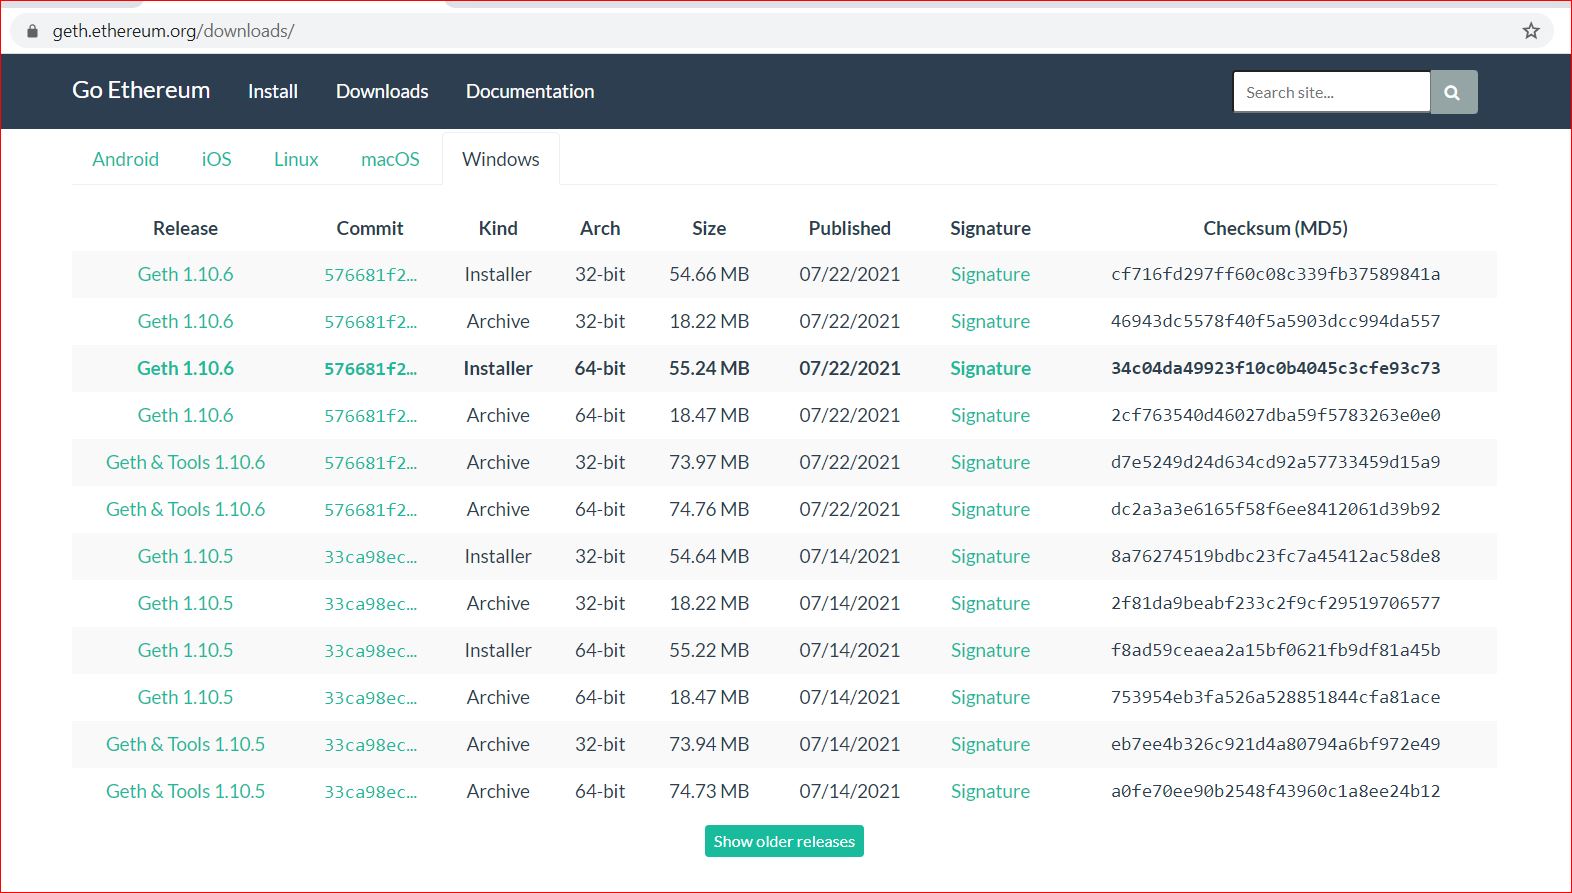 geth.ethereum.org/downloads/
Go Ethereum Install Downloads Documentation Search site...
Android iOS Linux macOS Windows
Release Commit Kind Arch Size Published Signature Checksum (MD5)
Geth 1.10.6 576681f2... Installer 32-bit 54.66 MB 07/22/2021 Signature cf716fd297ff60c08c339fb37589841a
Geth 1.10.6 576681f2... Archive 32-bit 18.22 MB 07/22/2021 Signature 46943dc5578f40f5a5903dcc994da557
Geth 1.10.6 576681f2... Installer 64-bit 55.24 MB 07/22/2021 Signature 34c04da49923f10c0b4045c3cfe93c73
Geth 1.10.6 576681f2... Archive 64-bit 18.47 MB 07/22/2021 Signature 2cf763540d46027dba59f5783263e0e0
Geth & Tools 1.10.6 576681f2... Archive 32-bit 73.97 MB 07/22/2021 Signature d7e5249d24d634cd92a57733459d15a9
Geth & Tools 1.10.6 576681f2... Archive 64-bit 74.76 MB 07/22/2021 Signature dc2a3a3e6165f58f6ee8412061d39b92
Geth 1.10.5 33ca98ec... Installer 32-bit 54.64 MB 07/14/2021 Signature 8a76274519bdbc23fc7a45412ac58de8
Geth 1.10.5 33ca98ec... Archive 32-bit 18.22 MB 07/14/2021 Signature 2f81da9beabf233c2f9cf29519706577
Geth 1.10.5 33ca98ec... Installer 64-bit 55.22 MB 07/14/2021 Signature f8ad59ceaea2a15bf0621fb9df81a45b
Geth 1.10.5 33ca98ec... Archive 64-bit 18.47 MB 07/14/2021 Signature 753954eb3fa526a528851844cfa81ace
Geth & Tools 1.10.5 33ca98ec... Archive 32-bit 73.94 MB 07/14/2021 Signature eb7ee4b326c921d4a80794a6bf972e49
Geth & Tools 1.10.5 33ca98ec... Archive 64-bit 74.73 MB 07/14/2021 Signature a0fe70ee90b2548f43960c1a8ee24b12
Show older releases